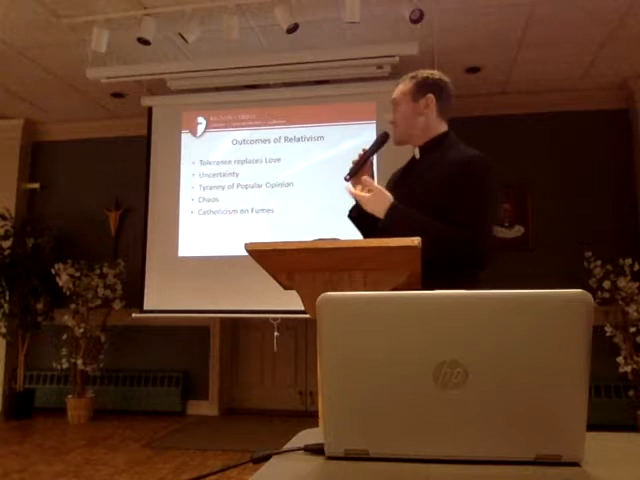 Outcomes of Relativism
• Tolerance replaces Love
• Uncertainty
• Tyranny of Popular Opinion
• Chaos
• Catholicism on Fumes
hp